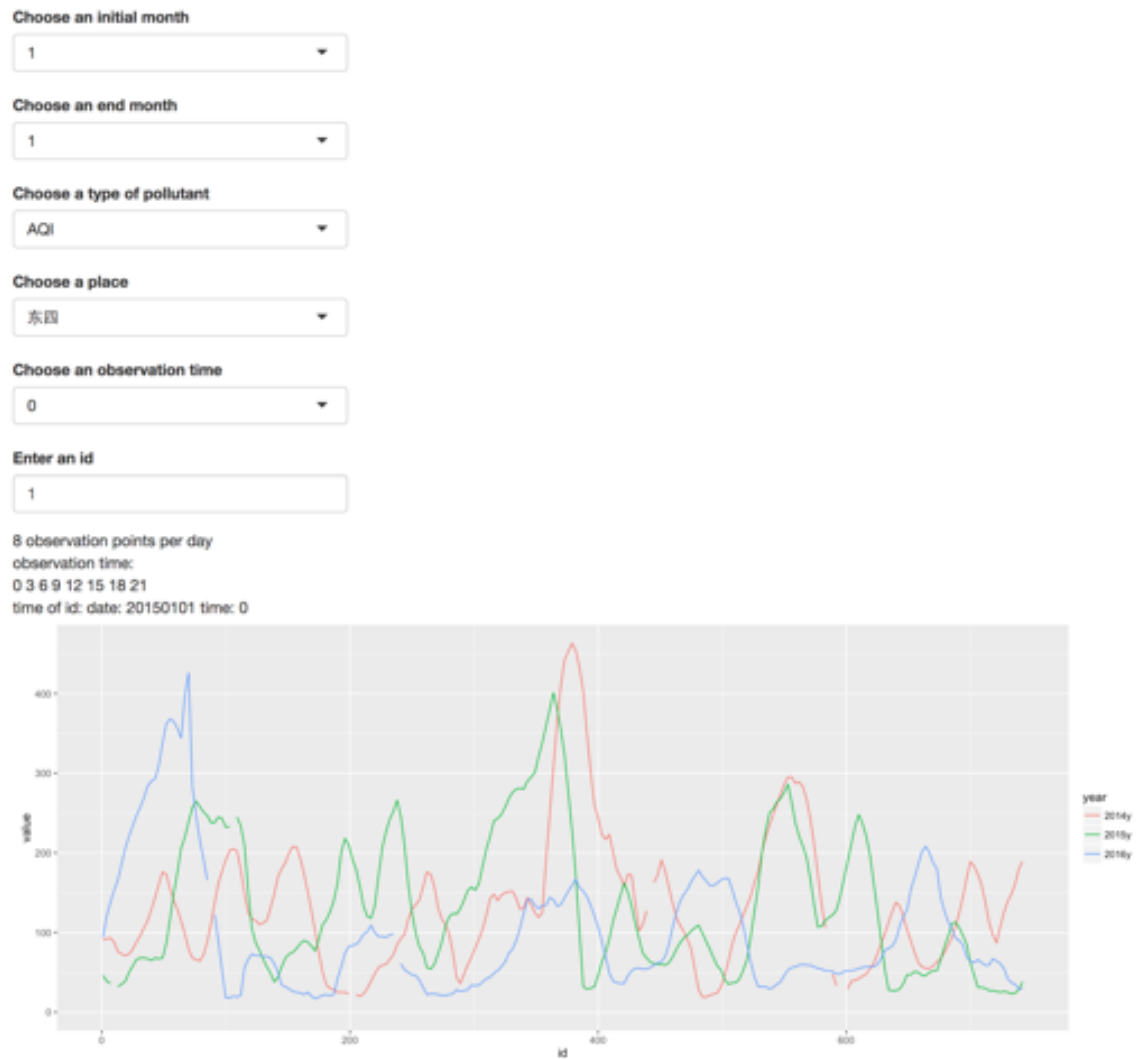 Choose an initial month
1
Choose an end month
1
Choose a type of pollutant
AQI
Choose a place
东四
Choose an observation time
0
Enter an id
1
8 observation points per day
observation time:
0 3 6 9 12 15 18 21
time of id: date: 20150101 time: 0
400
300
200
100
0
value
0
200
400
600
id
year
2014y
2015y
2016y